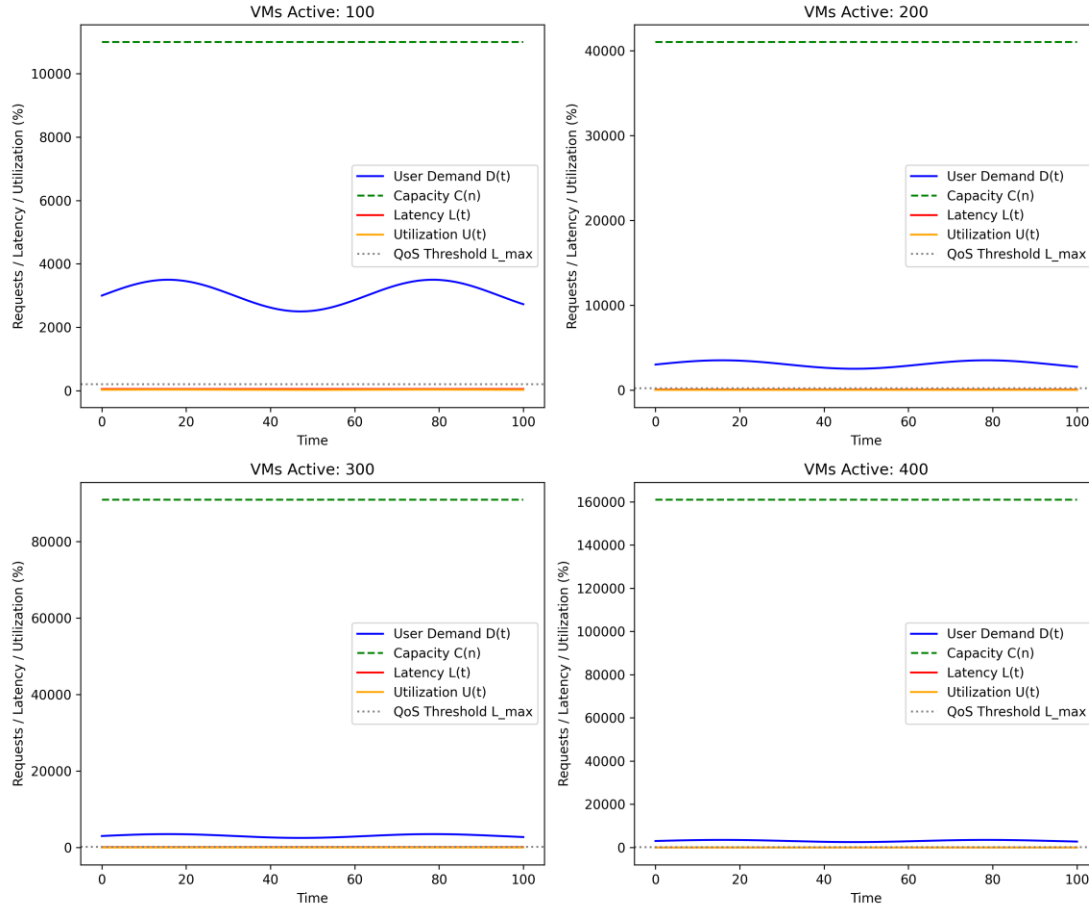 VMs Active: 100
Requests / Latency / Utilization (%)
10000
8000
6000
4000
2000
0
User Demand D(t)
Capacity C(n)
Latency L(t)
Utilization U(t)
QoS Threshold L_max
0 20 40 60 80 100
Time
VMs Active: 200
Requests / Latency / Utilization (%)
40000
30000
20000
10000
0
User Demand D(t)
Capacity C(n)
Latency L(t)
Utilization U(t)
QoS Threshold L_max
0 20 40 60 80 100
Time
VMs Active: 300
Requests / Latency / Utilization (%)
80000
60000
40000
20000
0
User Demand D(t)
Capacity C(n)
Latency L(t)
Utilization U(t)
QoS Threshold L_max
0 20 40 60 80 100
Time
VMs Active: 400
Requests / Latency / Utilization (%)
160000
140000
120000
100000
80000
60000
40000
20000
0
User Demand D(t)
Capacity C(n)
Latency L(t)
Utilization U(t)
QoS Threshold L_max
0 20 40 60 80 100
Time